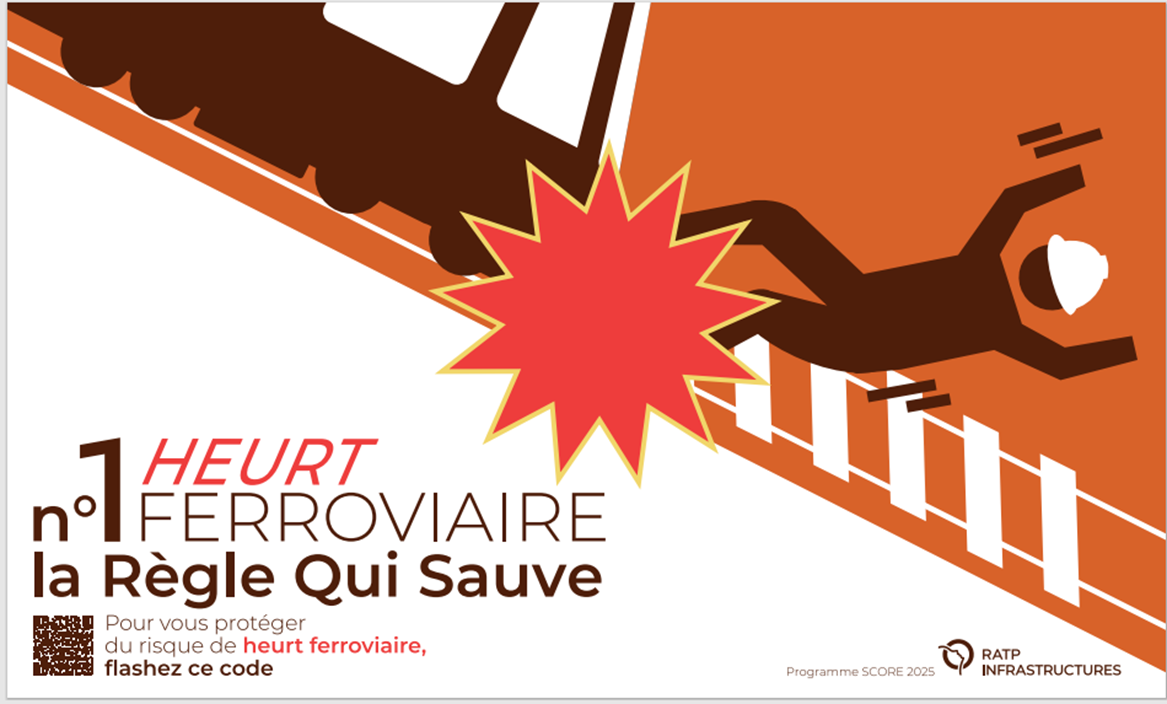 n°1 HEURT
FERROVIAIRE
la Règle Qui Sauve
Pour vous protéger
du risque de heurt ferroviaire,
flashez ce code
Programme SCORE 2025
RATP
INFRASTRUCTURES